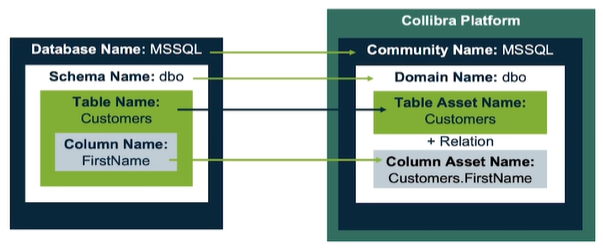 Collibra Platform
Database Name: MSSQL
Community Name: MSSQL
Schema Name: dbo
Domain Name: dbo
Table Name:
Customers
Table Asset Name:
Customers
+ Relation
Column Name:
FirstName
Column Asset Name:
Customers.FirstName